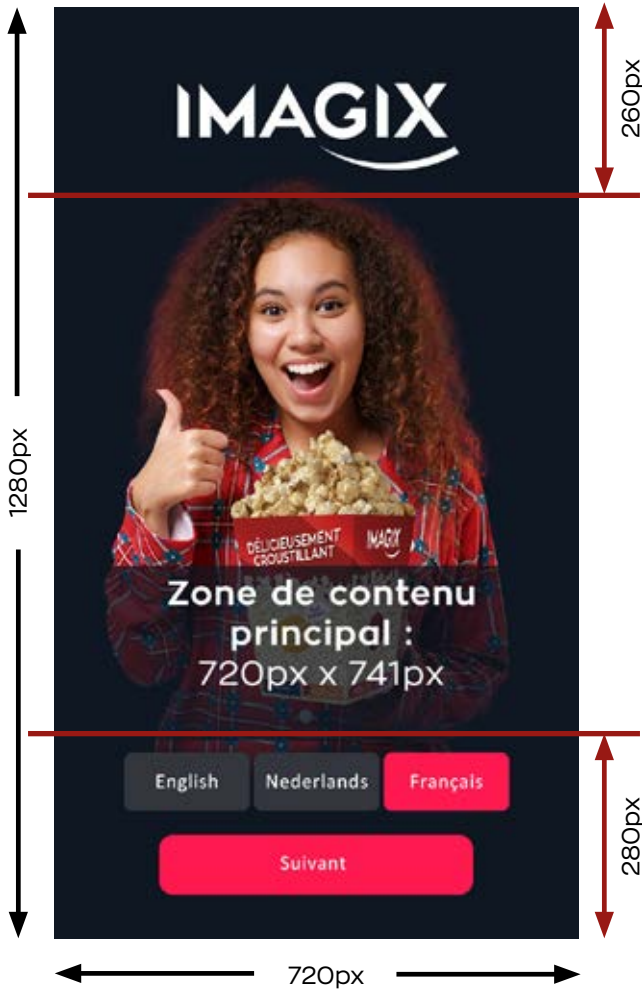 IMAGIX
260px
1280px
DÉLICIEUSEMENT
CROUSTILLANT
IMAGIX
Zone de contenu
principal :
720px x 741px
English Nederlands Français
Suivant
280px
720px